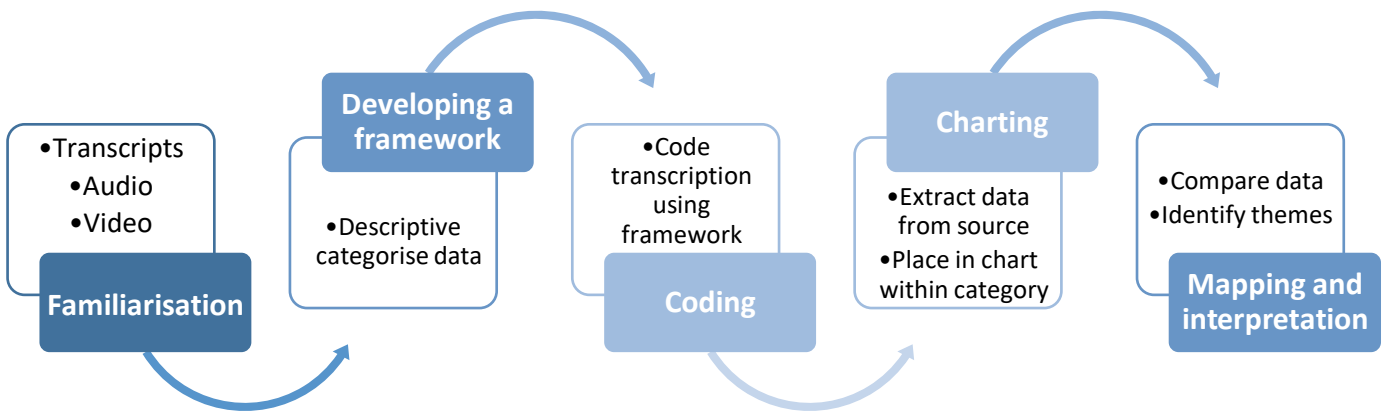 •Transcripts
•Audio
•Video
Familiarisation
Developing a
framework
•Descriptive
categorise data
•Code
transcription
using
framework
Coding
Charting
•Extract data
from source
•Place in chart
within category
•Compare data
•Identify themes
Mapping and
interpretation